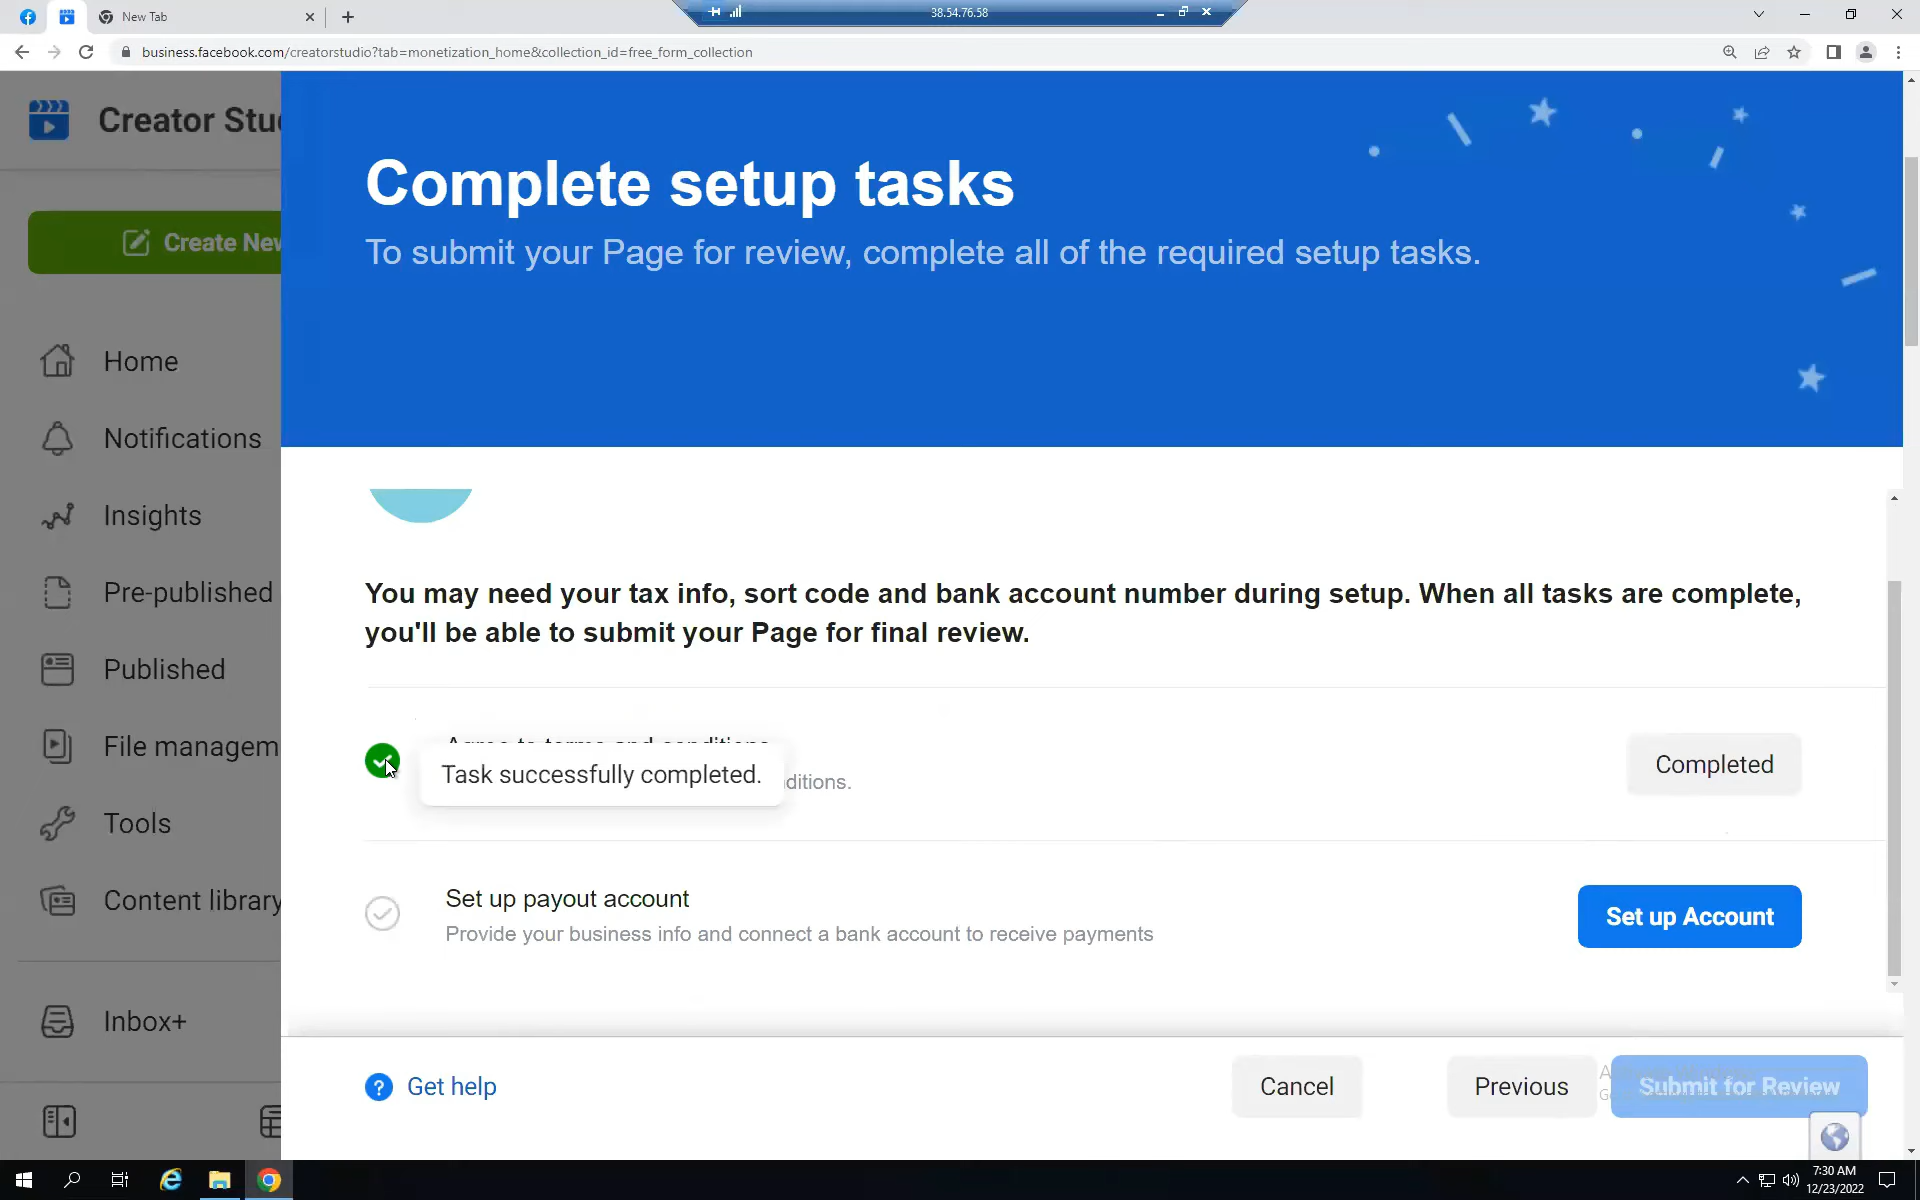 New Tab
38.54.76.58
business.facebook.com/creatorstudio?tab=monetization_home&collection_id=free_form_collection
Creator Stu
Complete setup tasks
To submit your Page for review, complete all of the required setup tasks.
Create New
Home
Notifications
Insights
Pre-published
Published
File managem
Tools
Content library
Inbox+
You may need your tax info, sort code and bank account number during setup. When all tasks are complete,
you'll be able to submit your Page for final review.
Agree to terms and conditions
Task successfully completed.
ditions.
Completed
Set up payout account
Provide your business info and connect a bank account to receive payments
Set up Account
? Get help
Cancel
Previous
Submit for Review
7:30 AM
12/23/2022